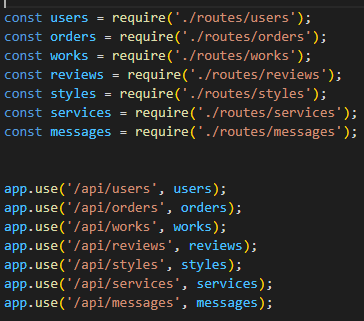 const users = require('./routes/users');
const orders = require('./routes/orders');
const works = require('./routes/works');
const reviews = require('./routes/reviews');
const styles = require('./routes/styles');
const services = require('./routes/services');
const messages = require('./routes/messages');
app.use('/api/users', users);
app.use('/api/orders', orders);
app.use('/api/works', works);
app.use('/api/reviews', reviews);
app.use('/api/styles', styles);
app.use('/api/services', services);
app.use('/api/messages', messages);